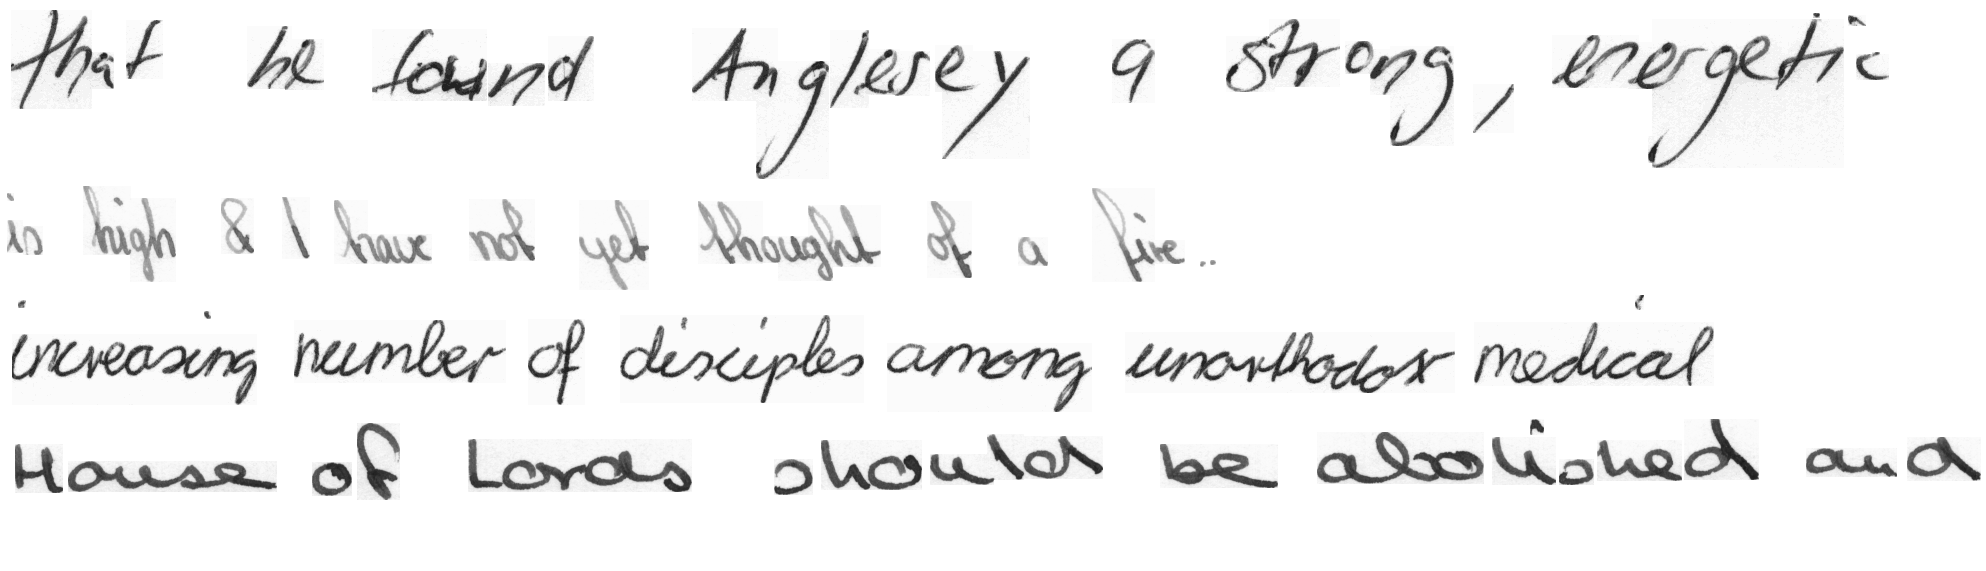 that he found Anglesey a strong, energetic
is high & I have not yet thought of a fire..
increasing number of disciples among unorthodox medical
House of Lords should be abolished and